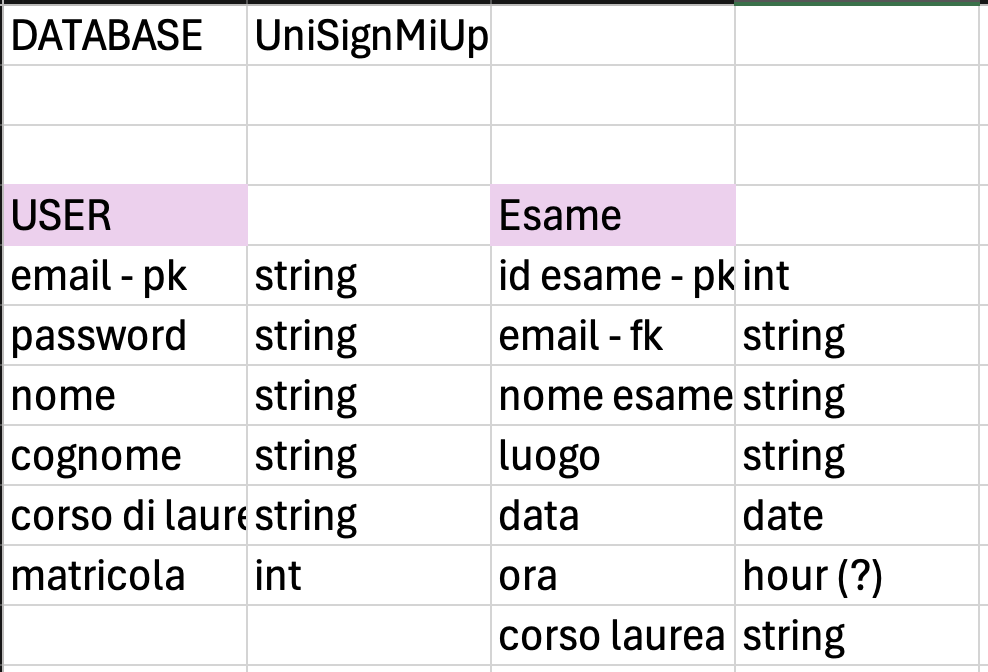 DATABASE UniSignMiUp
USER Esame
email - pk string id esame - pk int
password string email - fk string
nome string nome esame string
cognome string luogo string
corso di laure string data date
matricola int ora hour (?)
corso laurea string